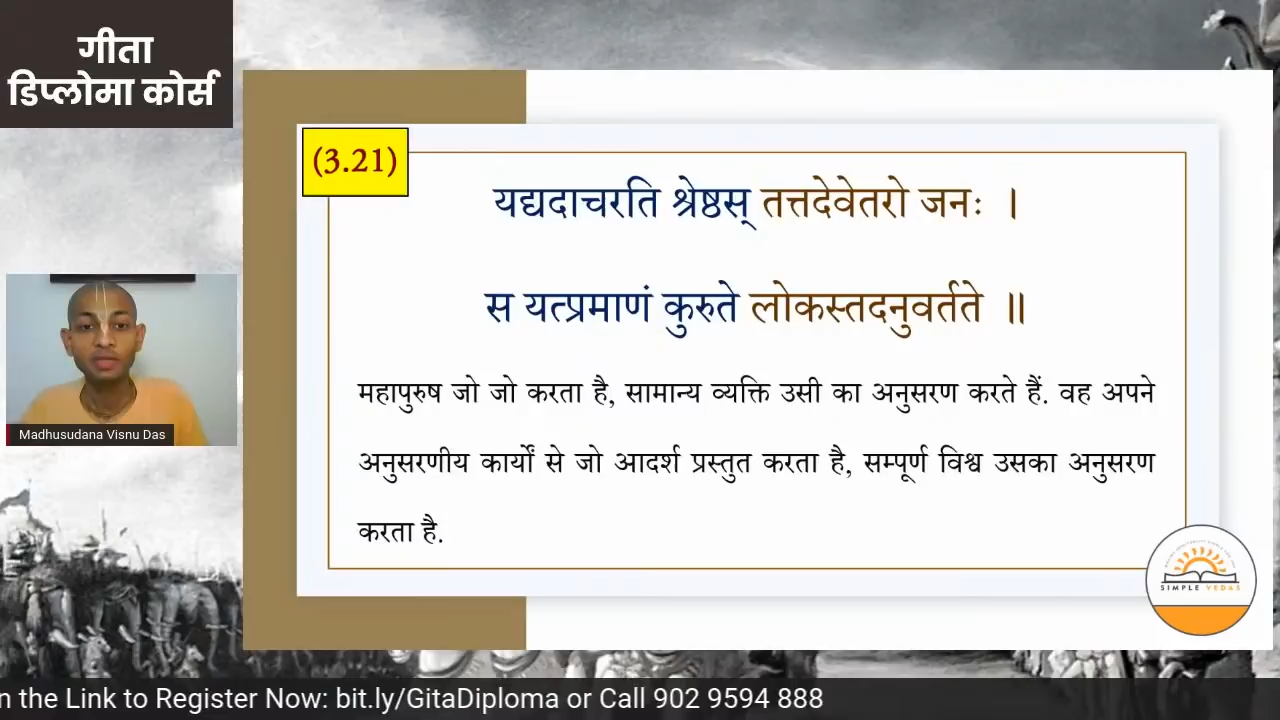 गीता
डिप्लोमा कोर्स
(3.21)
यद्यदाचरति श्रेष्ठस् तत्तदेवेतरो जनः ।
स यत्प्रमाणं कुरुते लोकस्तदनुवर्तते ॥
महापुरुष जो जो करता है, सामान्य व्यक्ति उसी का अनुसरण करते हैं. वह अपने
अनुसरणीय कार्यों से जो आदर्श प्रस्तुत करता है, सम्पूर्ण विश्व उसका अनुसरण
करता है.
Madhusudana Visnu Das
SIMPLE VEDAS
n the Link to Register Now: bit.ly/GitaDiploma or Call 902 9594 888